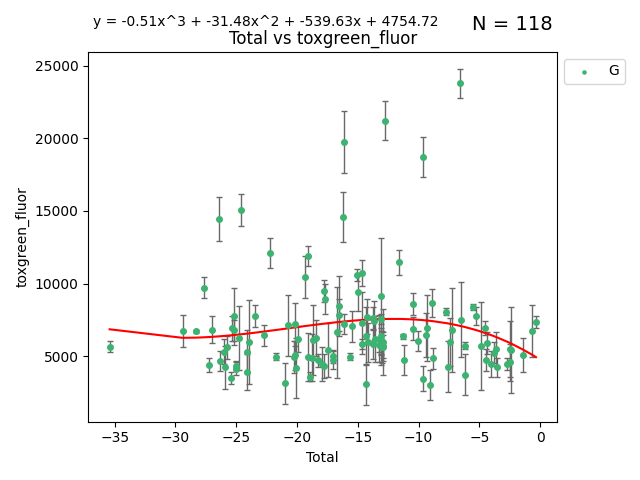 y = -0.51x^3 + -31.48x^2 + -539.63x + 4754.72
N = 118
Total vs toxgreen_fluor
G
25000
20000
15000
10000
5000
toxgreen_fluor
−35 −30 −25 −20 −15 −10 −5 0
Total